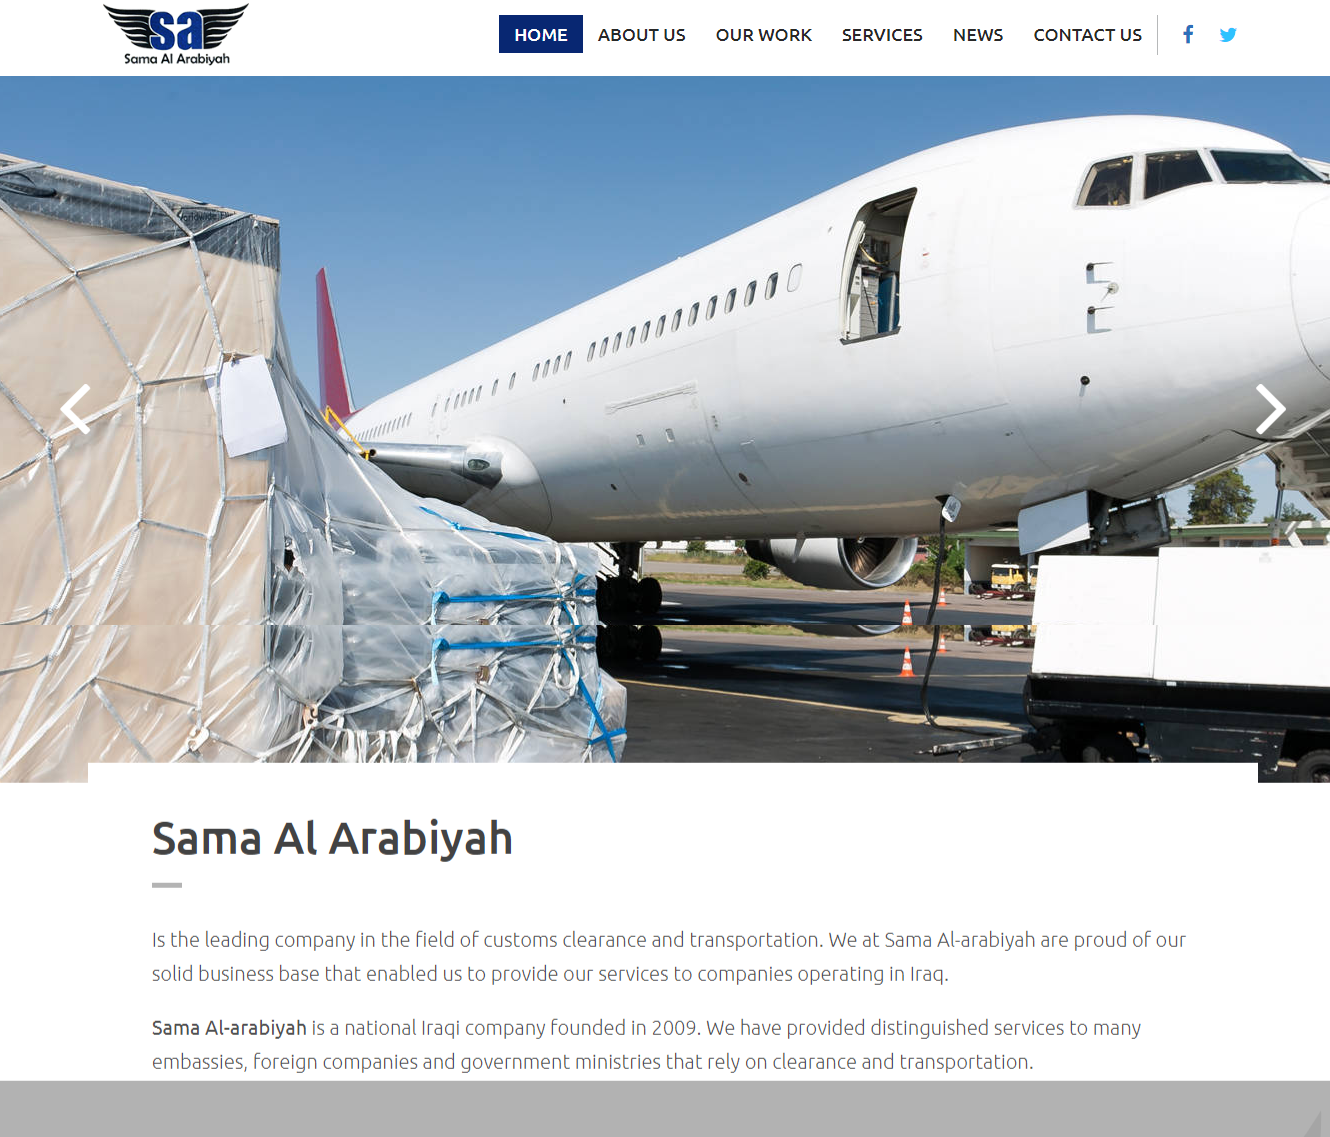 sa
Sama Al Arabiyah
HOME
ABOUT US
OUR WORK
SERVICES
NEWS
CONTACT US
Sama Al Arabiyah
Is the leading company in the field of customs clearance and transportation. We at Sama Al-arabiyah are proud of our
solid business base that enabled us to provide our services to companies operating in Iraq.
Sama Al-arabiyah is a national Iraqi company founded in 2009. We have provided distinguished services to many
embassies, foreign companies and government ministries that rely on clearance and transportation.